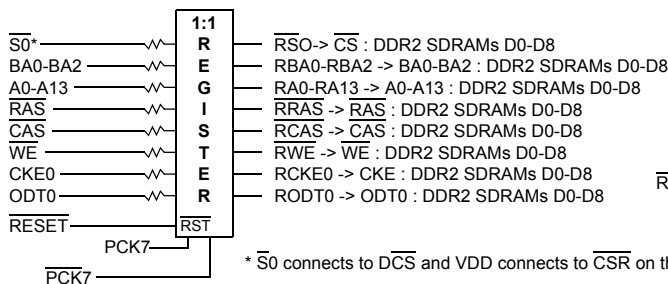 1:1
S0* R RSO-> CS : DDR2 SDRAMs D0-D8
BA0-BA2 E RBA0-RBA2 -> BA0-BA2 : DDR2 SDRAMs D0-D8
A0-A13 G RA0-RA13 -> A0-A13 : DDR2 SDRAMs D0-D8
RAS I RRAS -> RAS : DDR2 SDRAMs D0-D8
CAS S RCAS -> CAS : DDR2 SDRAMs D0-D8
WE T RWE -> WE : DDR2 SDRAMs D0-D8
CKE0 E RCKE0 -> CKE : DDR2 SDRAMs D0-D8
R
ODT0 R RODT0 -> ODT0 : DDR2 SDRAMs D0-D8
RESET RST
PCK7
PCK7
* S0 connects to DCS and VDD connects to CSR on